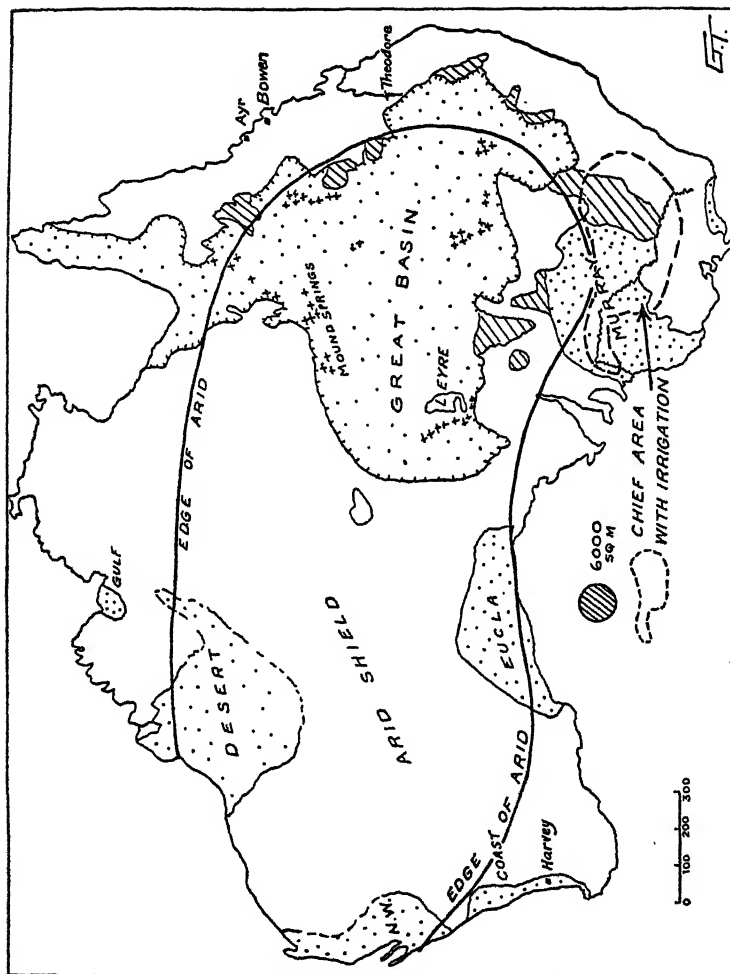 Ayr
Bowen
Theodore
GULF
EDGE OF ARID
DESERT
MOUND SPRINGS
GREAT BASIN
L EYRE
ARID SHIELD
N.W.
EDGE OF ARID
COAST
Harvey
EUCLA
MURRAY
6000
SQ M
CHIEF AREA
WITH IRRIGATION
0 100 200 300
G.T.